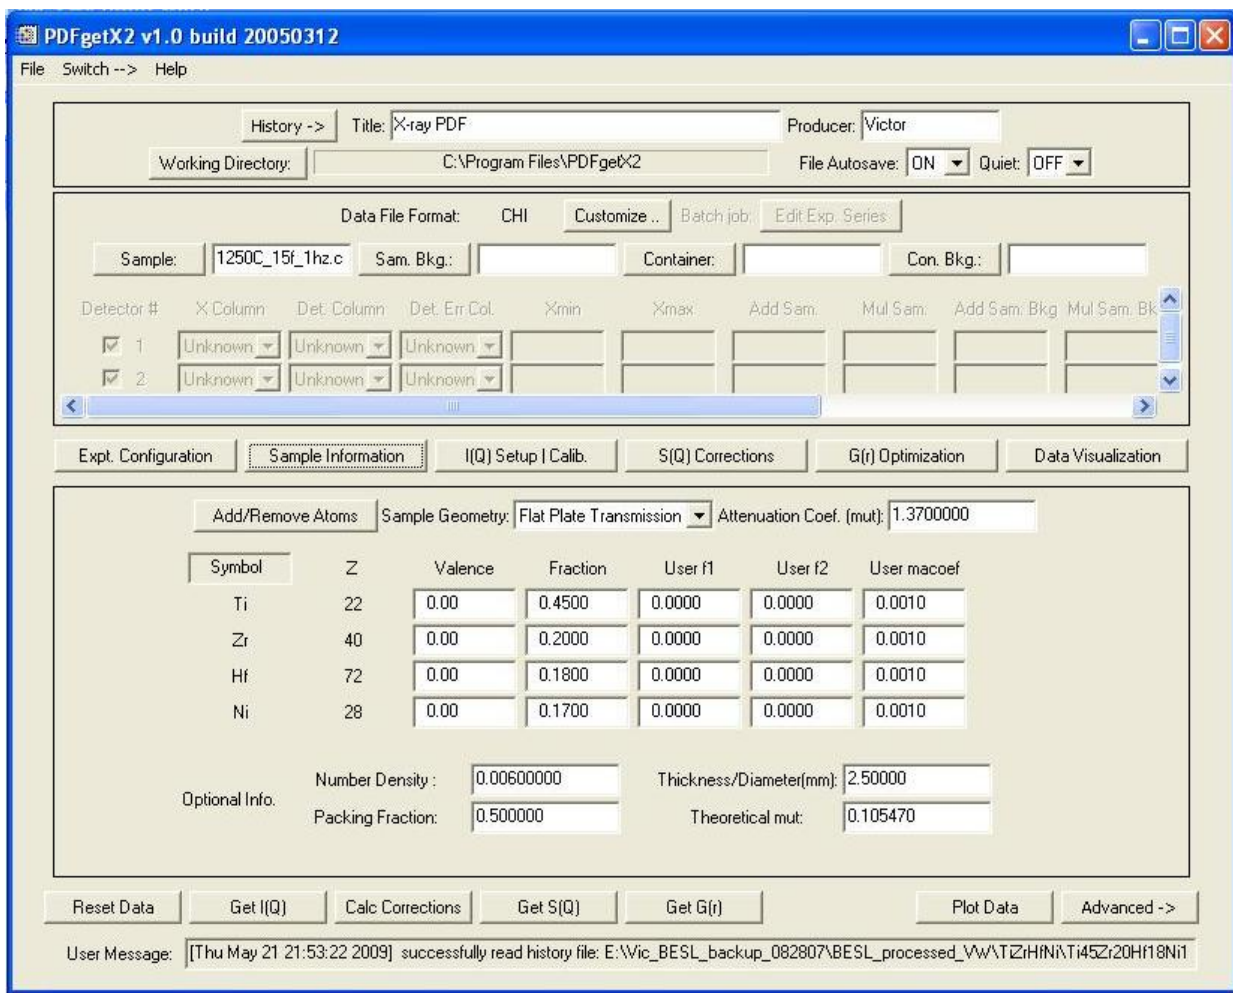 PDFgetX2 v1.0 build 20050312
File Switch --> Help
History -> Title: X-ray PDF Producer: Victor
Working Directory: C:\Program Files\PDFgetX2 File Autosave: ON Quiet: OFF
Data File Format: CHI Customize .. Batch job: Edit Exp. Series
Sample: 1250C_15f_1hz.c Sam. Bkg.: Container: Con. Bkg.:
Detector # X Column Det. Column Det. Err Col. Xmin Xmax Add Sam. Mul Sam. Add Sam. Bkg Mul Sam. Bk
1 Unknown Unknown Unknown
2 Unknown Unknown Unknown
Expt. Configuration Sample Information I(Q) Setup | Calib. S(Q) Corrections G(r) Optimization Data Visualization
Add/Remove Atoms Sample Geometry: Flat Plate Transmission Attenuation Coef. (mut): 1.3700000
Symbol Z Valence Fraction User f1 User f2 User macoef
Ti 22 0.00 0.4500 0.0000 0.0000 0.0010
Zr 40 0.00 0.2000 0.0000 0.0000 0.0010
Hf 72 0.00 0.1800 0.0000 0.0000 0.0010
Ni 28 0.00 0.1700 0.0000 0.0000 0.0010
Optional Info. Number Density : 0.00600000 Thickness/Diameter(mm): 2.50000
Packing Fraction: 0.500000 Theoretical mut: 0.105470
Reset Data Get I(Q) Calc Corrections Get S(Q) Get G(r) Plot Data Advanced ->
User Message: [Thu May 21 21:53:22 2009] successfully read history file: E:\Vic_BESL_backup_082807\BESL_processed_VW\TiZrHfNi\Ti45Zr20Hf18Ni1